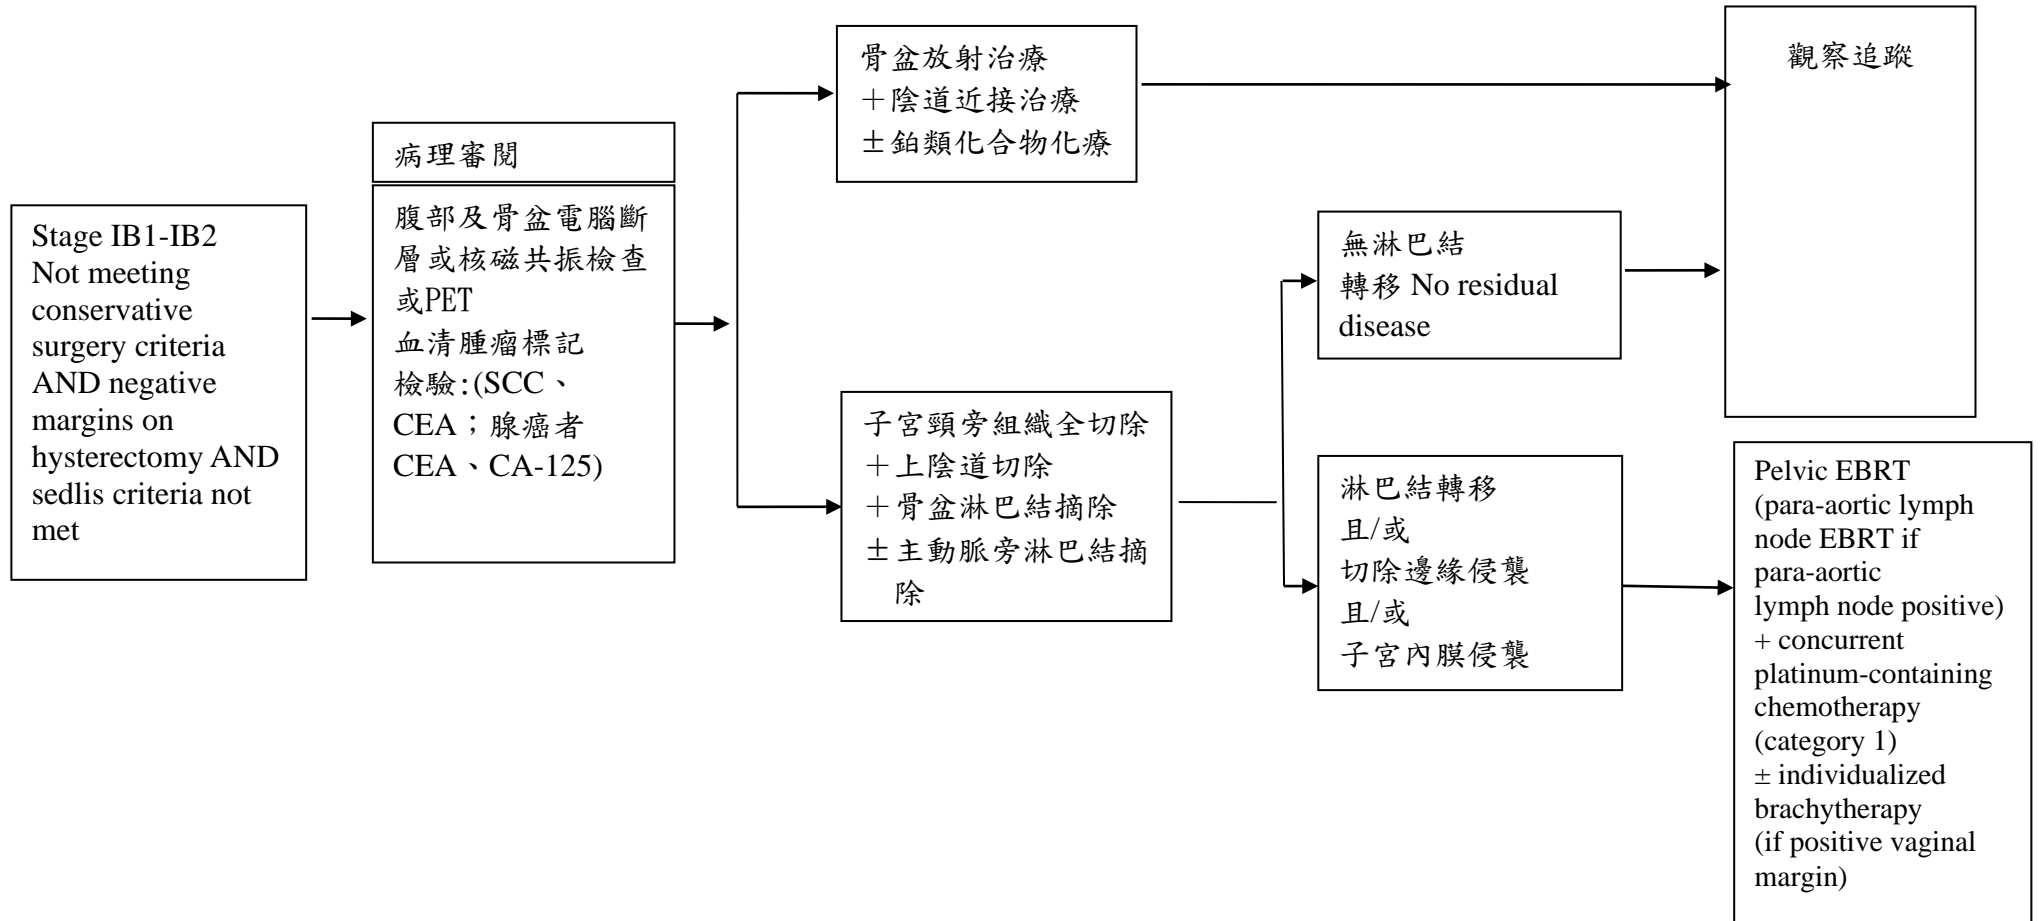 Stage IB1-IB2
Not meeting
conservative
surgery criteria
AND negative
margins on
hysterectomy AND
sedlis criteria not
met
病理審閱
腹部及骨盆電腦斷
層或核磁共振檢查
或PET
血清腫瘤標記
檢驗:(SCC、
CEA；腺癌者
CEA、CA-125)
骨盆放射治療
＋陰道近接治療
±鉑類化合物化療
子宮頸旁組織全切除
＋上陰道切除
＋骨盆淋巴結摘除
±主動脈旁淋巴結摘
除
無淋巴結
轉移 No residual
disease
淋巴結轉移
且/或
切除邊緣侵襲
且/或
子宮內膜侵襲
觀察追蹤
Pelvic EBRT
(para-aortic lymph
node EBRT if
para-aortic
lymph node positive)
+ concurrent
platinum-containing
chemotherapy
(category 1)
± individualized
brachytherapy
(if positive vaginal
margin)